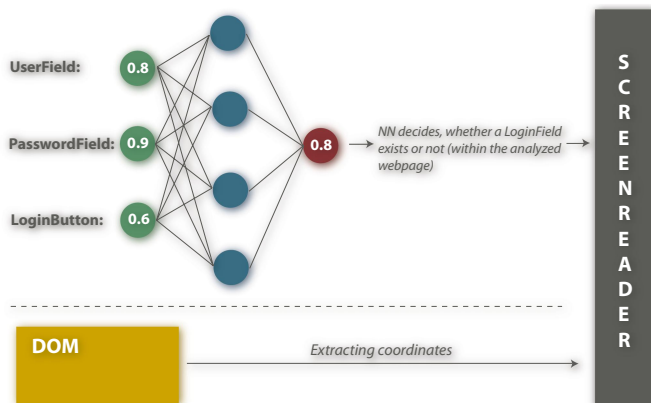 UserField:
0.8
PasswordField:
0.9
LoginButton:
0.6
0.8
NN decides, whether a LoginField
exists or not (within the analyzed
webpage)
DOM
Extracting coordinates
SCREENREADER